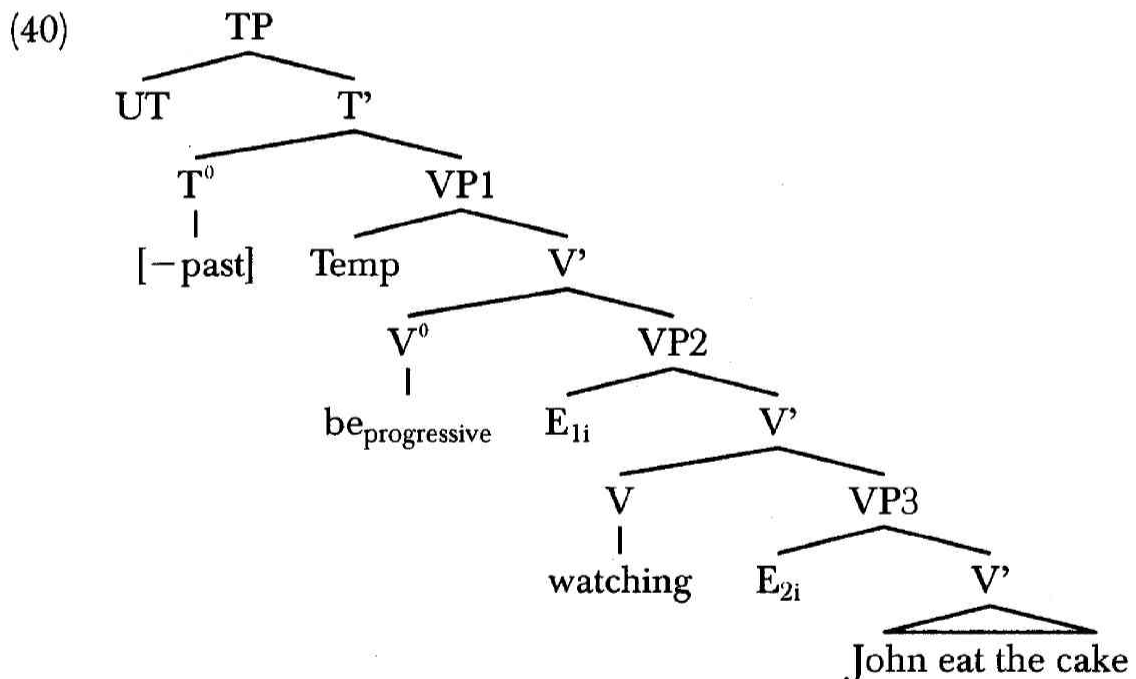 (40) TP
UT T’
T⁰ VP1
[−past] Temp V’
V⁰ VP2
be_progressive E_1i V’
V VP3
watching E_2i V’
John eat the cake